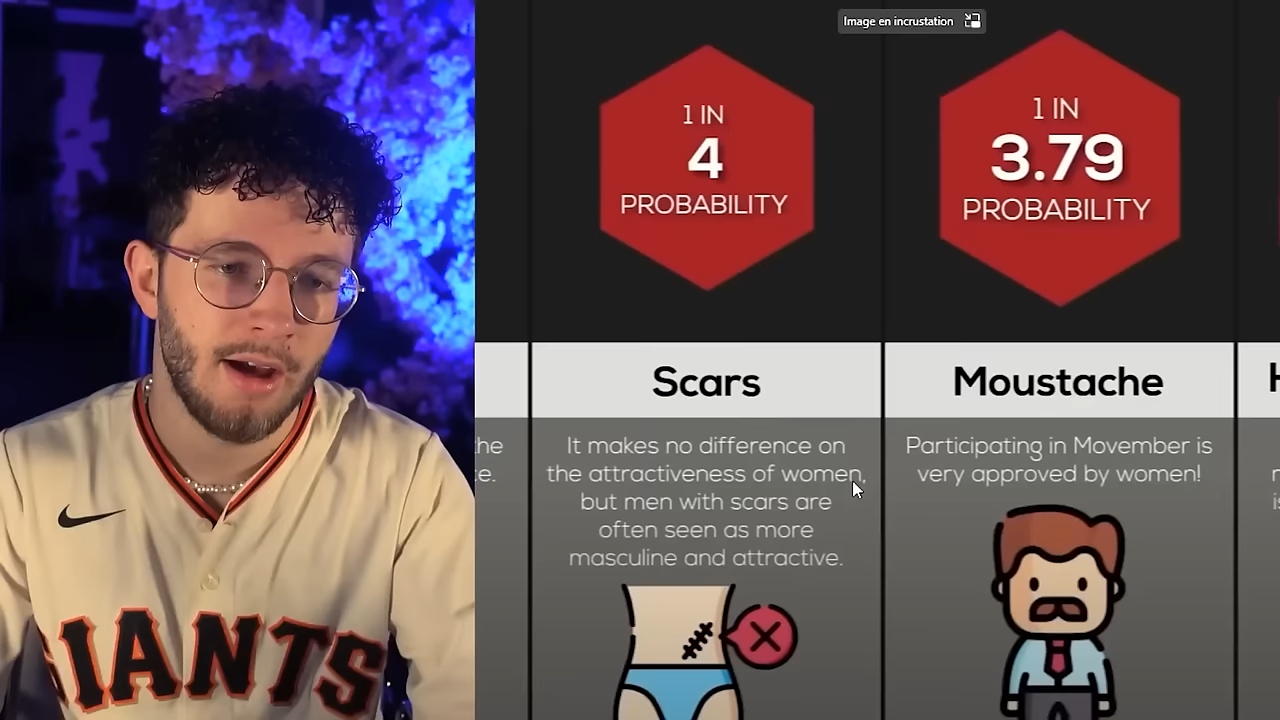 Image en incrustation
1 IN
4
PROBABILITY
1 IN
3.79
PROBABILITY
Scars
Moustache
It makes no difference on
the attractiveness of women,
but men with scars are
often seen as more
masculine and attractive.
Participating in Movember is
very approved by women!
GIANTS